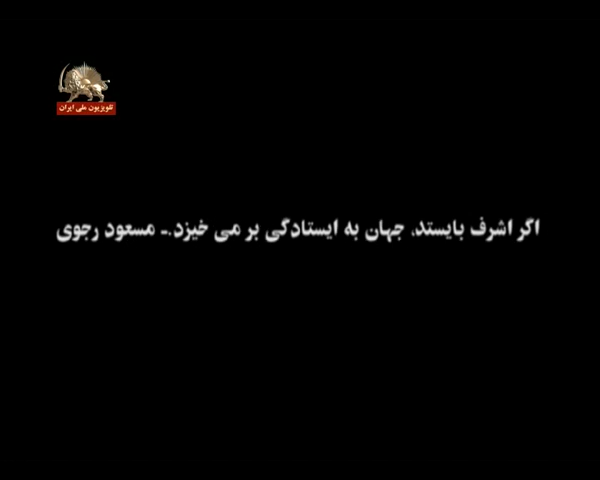 تلویزیون ملی ایران
اگر اشرف بایستد، جهان به ایستادگی بر می خیزد.- مسعود رجوی